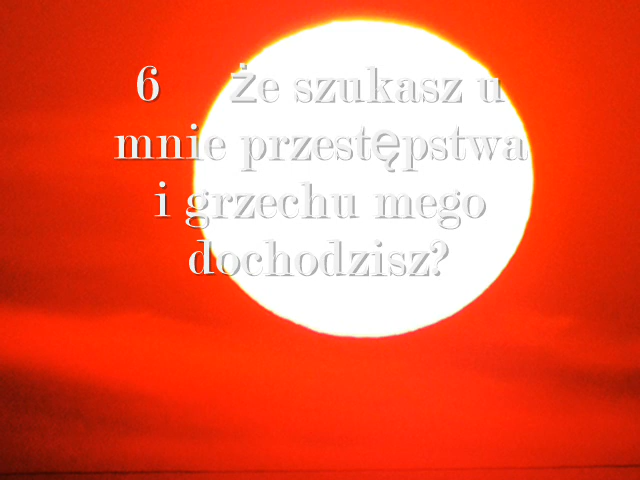 6 Że szukasz u
mnie przestępstwa
i grzechu mego
dochodzisz?